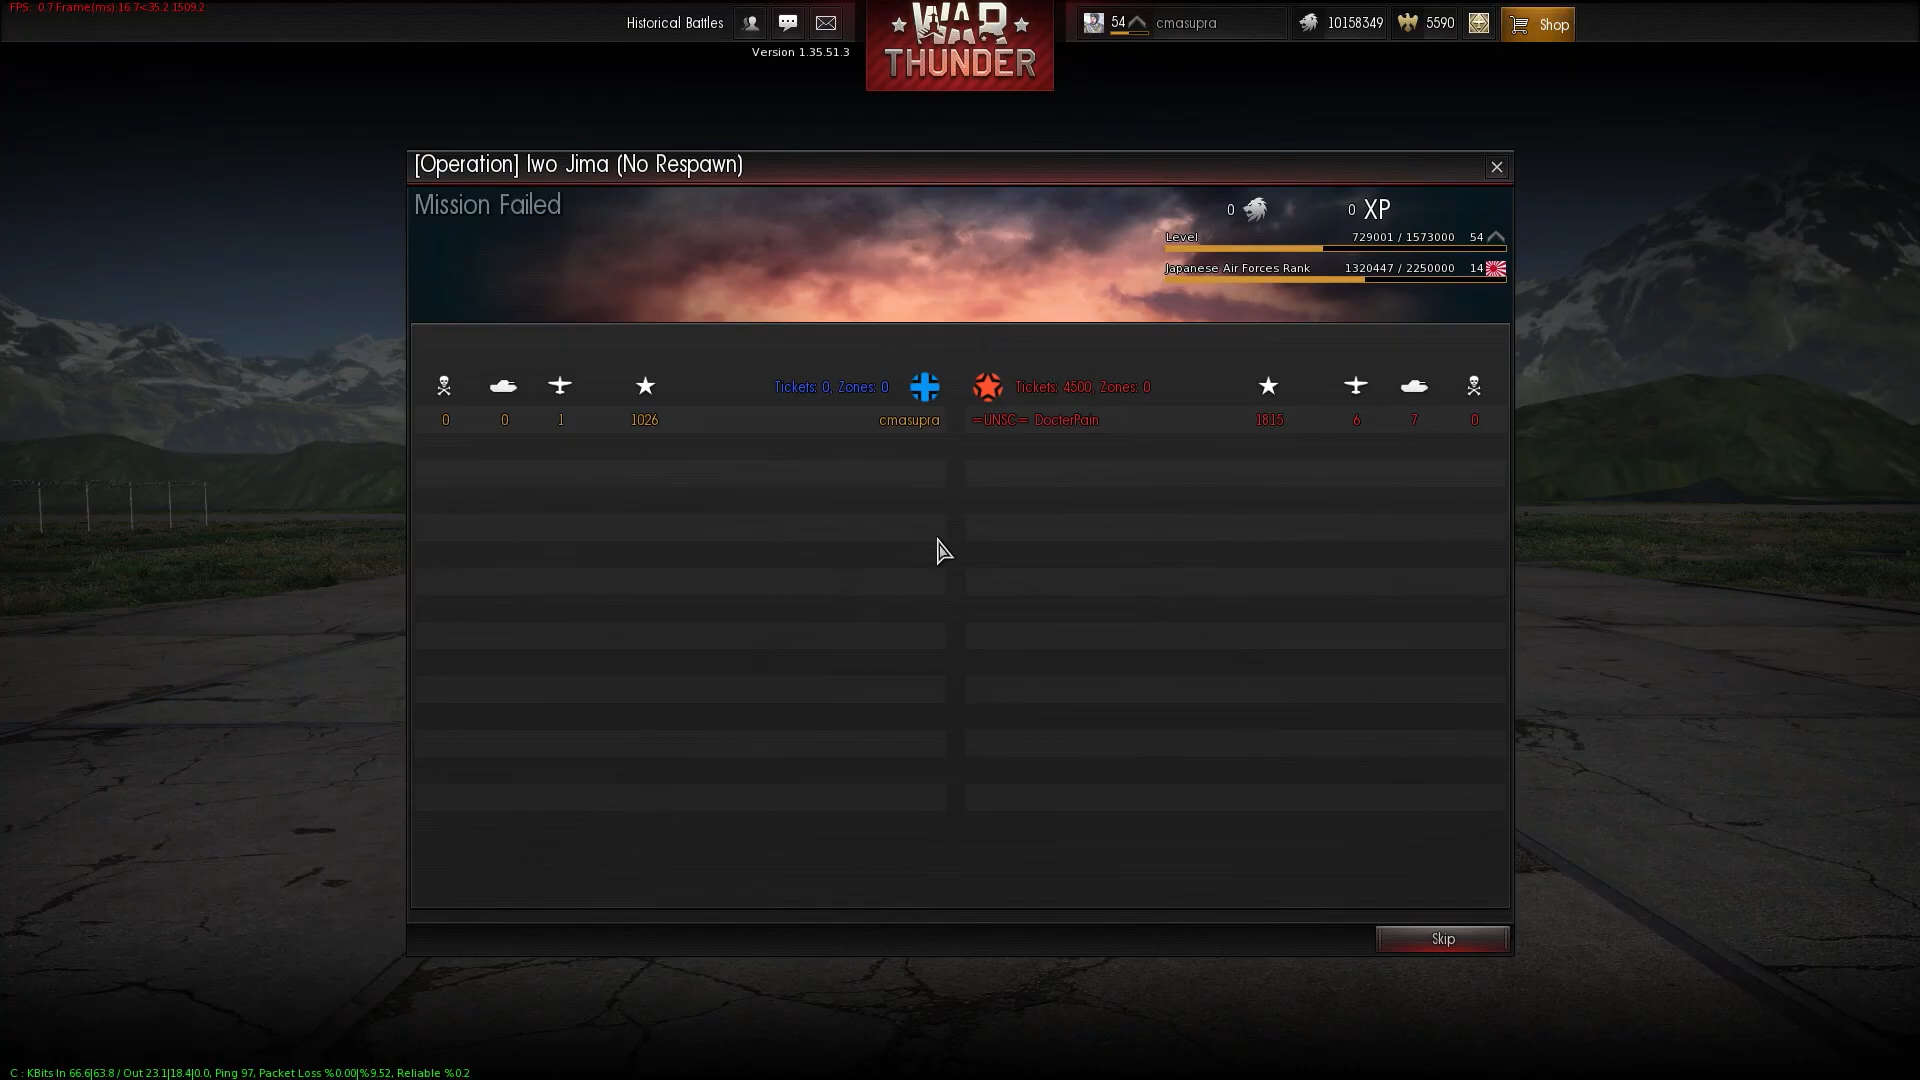 FPS: 0.7 Frame(ms):16.7<35.2 1509.2
Historical Battles
Version 1.35.51.3
WAR
THUNDER
54
cmasupra
10158349
5590
Shop
[Operation] Iwo Jima (No Respawn)
Mission Failed
0
0 XP
Level 729001 / 1573000 54
Japanese Air Forces Rank 1320447 / 2250000 14
Tickets: 0, Zones: 0
Tickets: 4500, Zones: 0
0 0 1 1026 cmasupra
=UNSC= DocterPain 1815 6 7 0
Skip
C : KBits In 66.6|63.8 / Out 23.1|18.4|0.0, Ping 97, Packet Loss %0.00|%9.52, Reliable %0.2